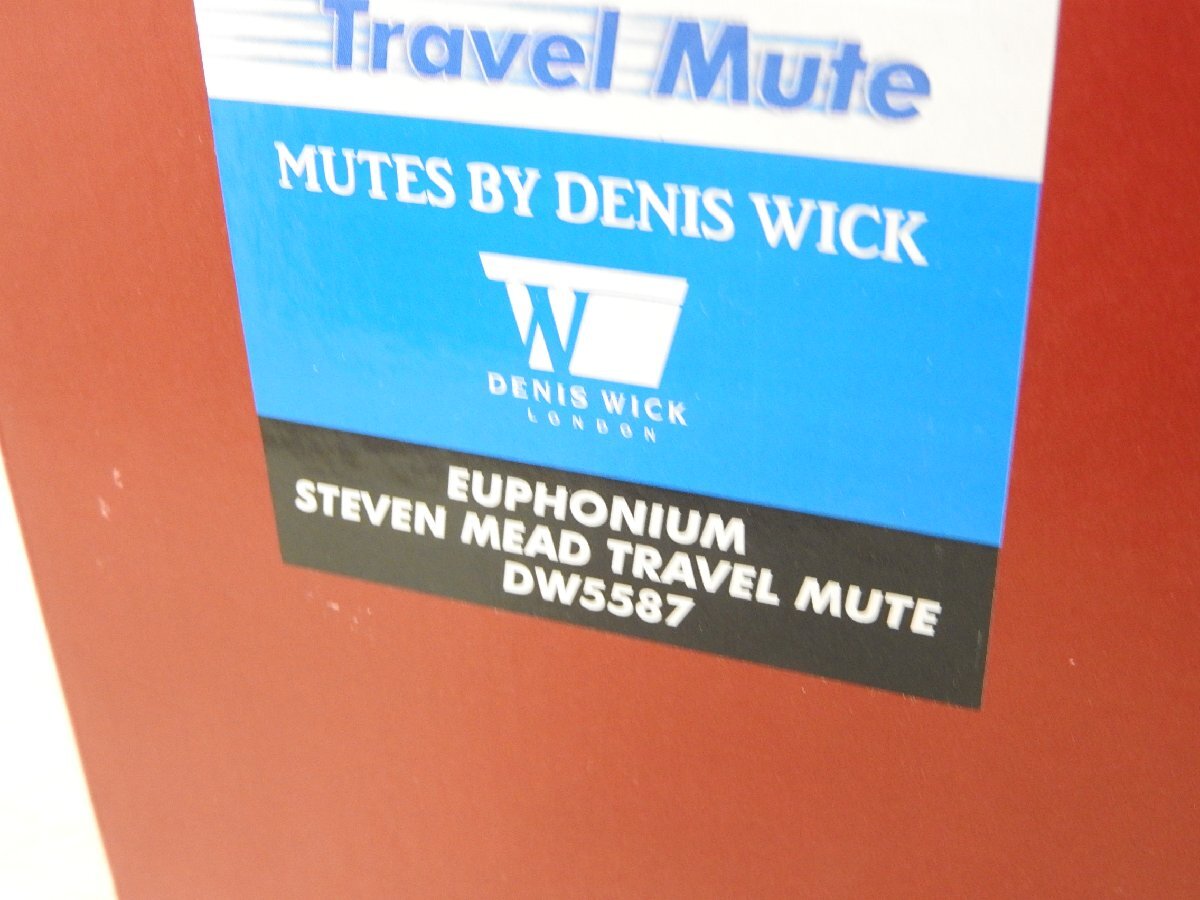 Travel Mute
MUTES BY DENIS WICK
W
DENIS WICK
LONDON
EUPHONIUM
STEVEN MEAD TRAVEL MUTE
DW5587